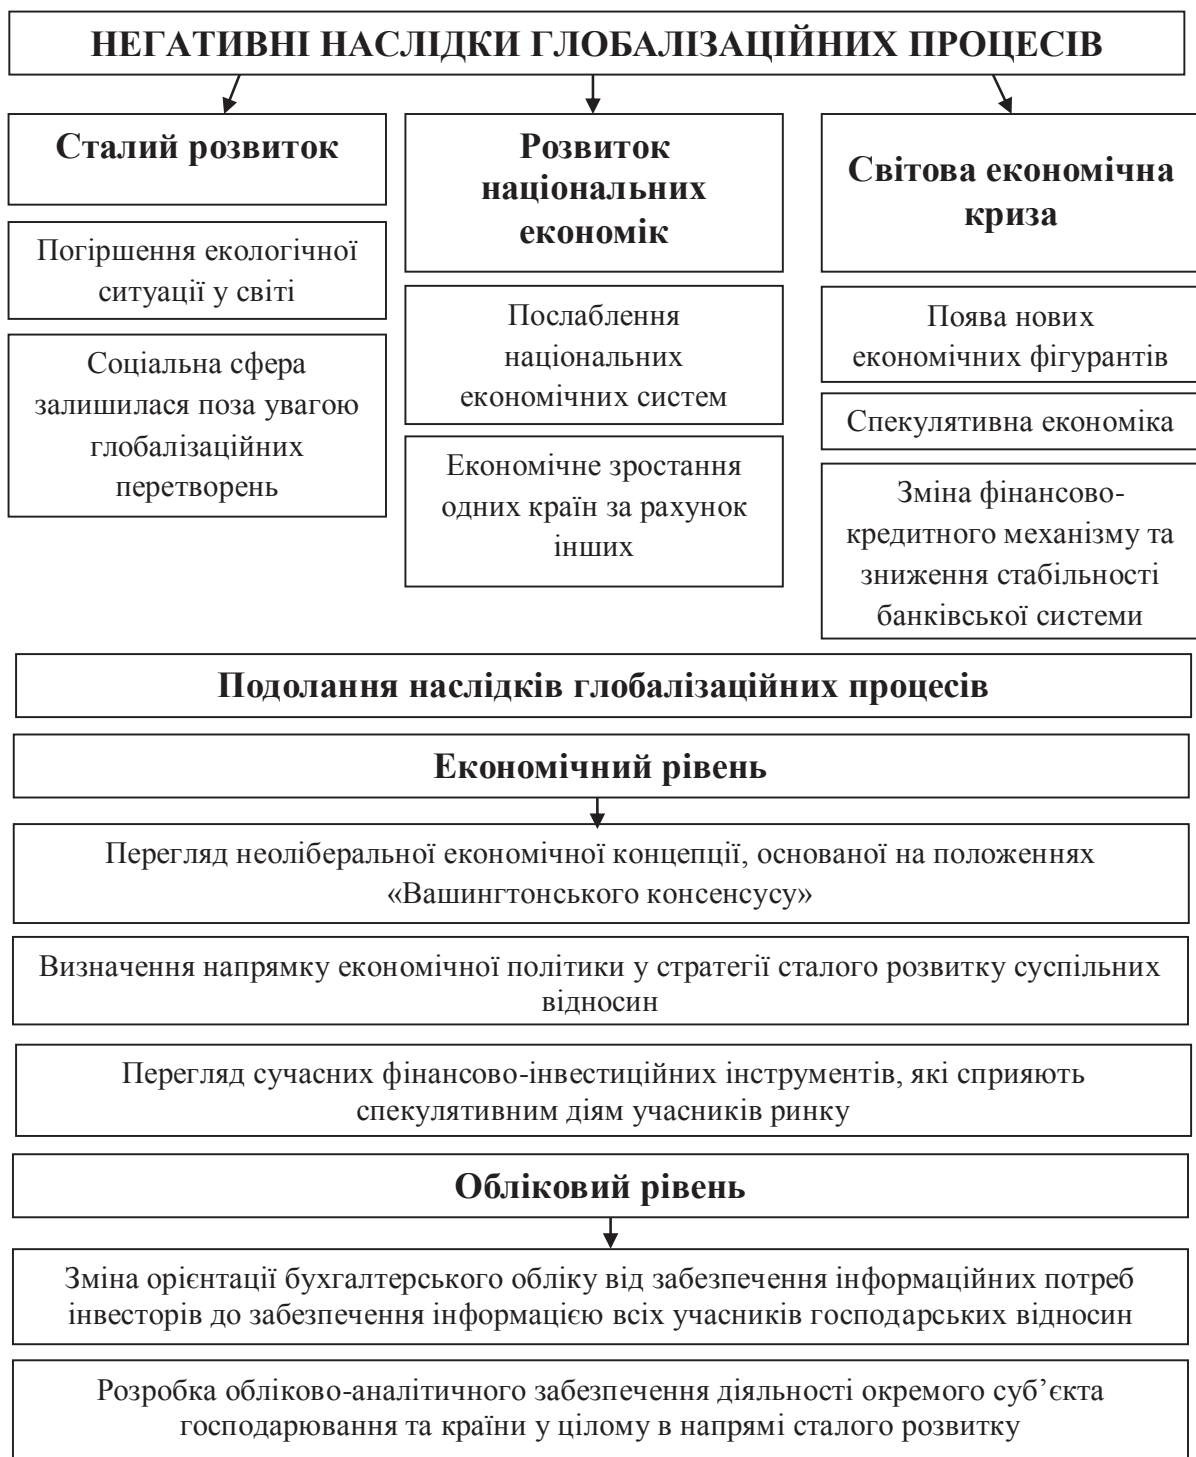 НЕГАТИВНІ НАСЛІДКИ ГЛОБАЛІЗАЦІЙНИХ ПРОЦЕСІВ
Сталий розвиток
Погіршення екологічної
ситуації у світі
Соціальна сфера
залишилася поза увагою
глобалізаційних
перетворень
Розвиток
національних
економік
Послаблення
національних
економічних систем
Економічне зростання
одних країн за рахунок
інших
Світова економічна
криза
Поява нових
економічних фігурантів
Спекулятивна економіка
Зміна фінансово-
кредитного механізму та
зниження стабільності
банківської системи
Подолання наслідків глобалізаційних процесів
Економічний рівень
Перегляд неоліберальної економічної концепції, основаної на положеннях
«Вашингтонського консенсусу»
Визначення напрямку економічної політики у стратегії сталого розвитку суспільних
відносин
Перегляд сучасних фінансово-інвестиційних інструментів, які сприяють
спекулятивним діям учасників ринку
Обліковий рівень
Зміна орієнтації бухгалтерського обліку від забезпечення інформаційних потреб
інвесторів до забезпечення інформацією всіх учасників господарських відносин
Розробка обліково-аналітичного забезпечення діяльності окремого суб’єкта
господарювання та країни у цілому в напрямі сталого розвитку